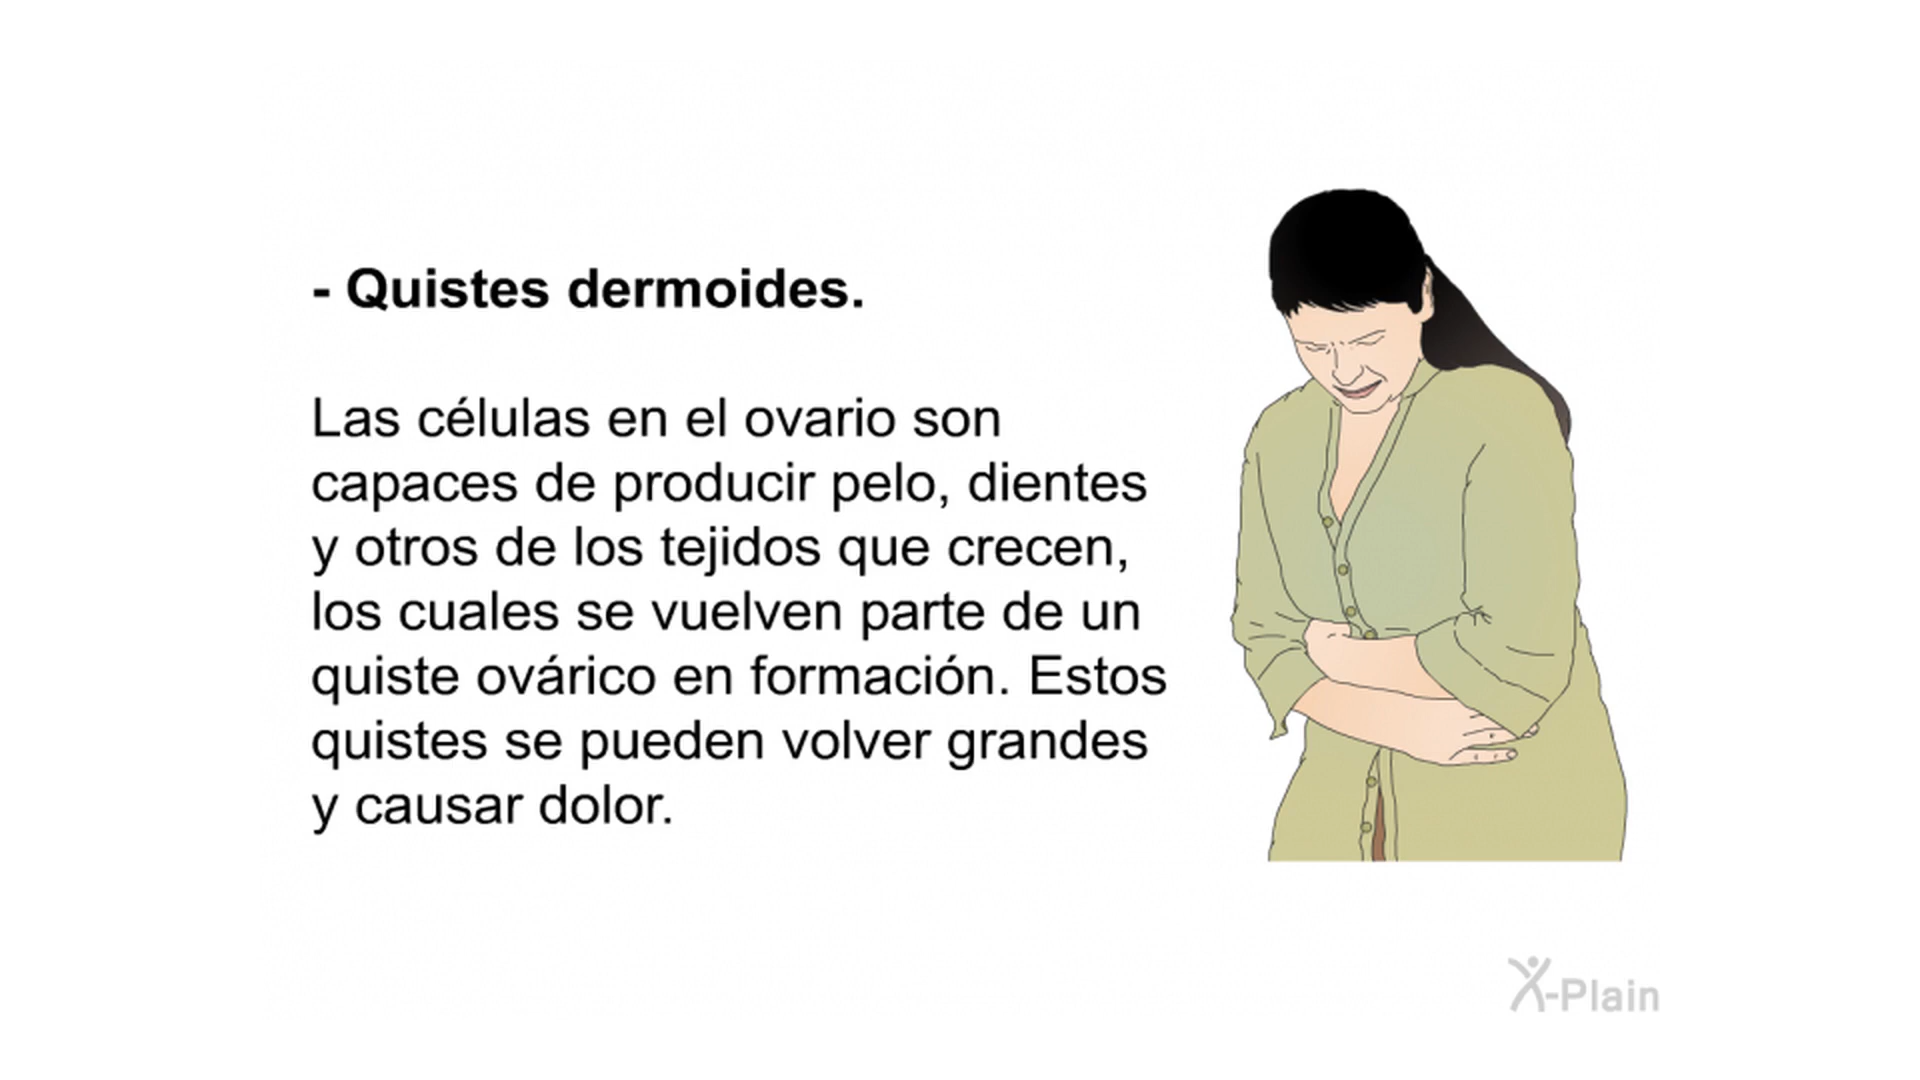 - Quistes dermoides.
Las células en el ovario son
capaces de producir pelo, dientes
y otros de los tejidos que crecen,
los cuales se vuelven parte de un
quiste ovárico en formación. Estos
quistes se pueden volver grandes
y causar dolor.
X-Plain